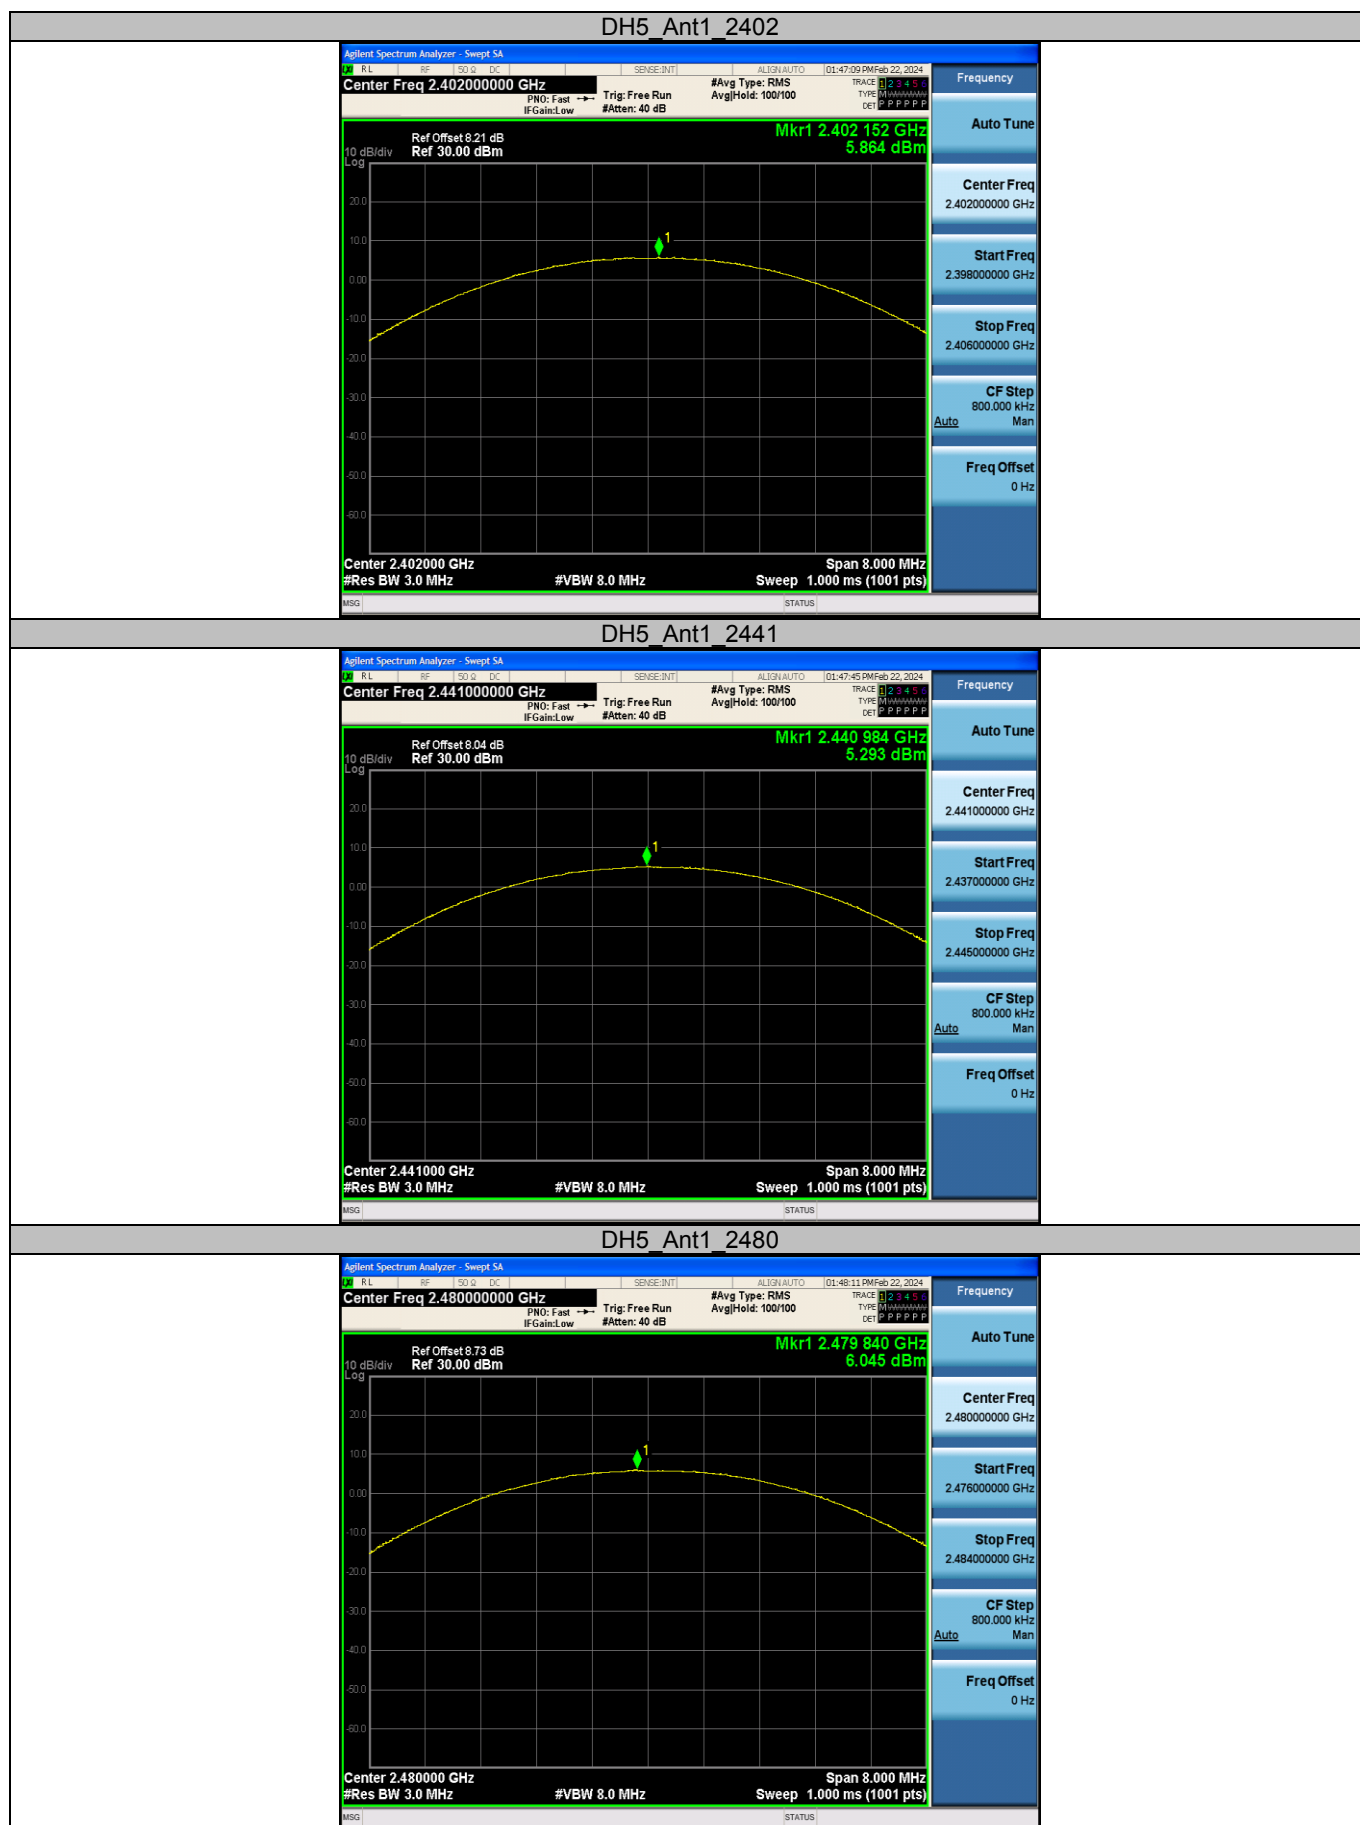 DH5_Ant1_2402
Agilent Spectrum Analyzer - Swept SA
RL RF 50 Ω DC SENSE:INT ALIGN AUTO 01:47:09 PM Feb 22, 2024
Center Freq 2.402000000 GHz
PNO: Fast
IFGain:Low
Trig: Free Run
#Atten: 40 dB
#Avg Type: RMS
Avg|Hold: 100/100
TRACE 1 2 3 4 5 6
TYPE M
DET P P P P P P
Frequency
Auto Tune
Mkr1 2.402 152 GHz
5.864 dBm
Ref Offset 8.21 dB
10 dB/div Ref 30.00 dBm
Log
20.0
10.0
0.00
-10.0
-20.0
-30.0
-40.0
-50.0
-60.0
1
Center Freq
2.402000000 GHz
Start Freq
2.398000000 GHz
Stop Freq
2.406000000 GHz
CF Step
800.000 kHz
Auto Man
Freq Offset
0 Hz
Center 2.402000 GHz Span 8.000 MHz
#Res BW 3.0 MHz #VBW 8.0 MHz Sweep 1.000 ms (1001 pts)
MSG STATUS
DH5_Ant1_2441
Agilent Spectrum Analyzer - Swept SA
RL RF 50 Ω DC SENSE:INT ALIGN AUTO 01:47:45 PM Feb 22, 2024
Center Freq 2.441000000 GHz
PNO: Fast
IFGain:Low
Trig: Free Run
#Atten: 40 dB
#Avg Type: RMS
Avg|Hold: 100/100
TRACE 1 2 3 4 5 6
TYPE M
DET P P P P P P
Frequency
Auto Tune
Mkr1 2.440 984 GHz
5.293 dBm
Ref Offset 8.04 dB
10 dB/div Ref 30.00 dBm
Log
20.0
10.0
0.00
-10.0
-20.0
-30.0
-40.0
-50.0
-60.0
1
Center Freq
2.441000000 GHz
Start Freq
2.437000000 GHz
Stop Freq
2.445000000 GHz
CF Step
800.000 kHz
Auto Man
Freq Offset
0 Hz
Center 2.441000 GHz Span 8.000 MHz
#Res BW 3.0 MHz #VBW 8.0 MHz Sweep 1.000 ms (1001 pts)
MSG STATUS
DH5_Ant1_2480
Agilent Spectrum Analyzer - Swept SA
RL RF 50 Ω DC SENSE:INT ALIGN AUTO 01:48:11 PM Feb 22, 2024
Center Freq 2.480000000 GHz
PNO: Fast
IFGain:Low
Trig: Free Run
#Atten: 40 dB
#Avg Type: RMS
Avg|Hold: 100/100
TRACE 1 2 3 4 5 6
TYPE M
DET P P P P P P
Frequency
Auto Tune
Mkr1 2.479 840 GHz
6.045 dBm
Ref Offset 8.73 dB
10 dB/div Ref 30.00 dBm
Log
20.0
10.0
0.00
-10.0
-20.0
-30.0
-40.0
-50.0
-60.0
1
Center Freq
2.480000000 GHz
Start Freq
2.476000000 GHz
Stop Freq
2.484000000 GHz
CF Step
800.000 kHz
Auto Man
Freq Offset
0 Hz
Center 2.480000 GHz Span 8.000 MHz
#Res BW 3.0 MHz #VBW 8.0 MHz Sweep 1.000 ms (1001 pts)
MSG STATUS